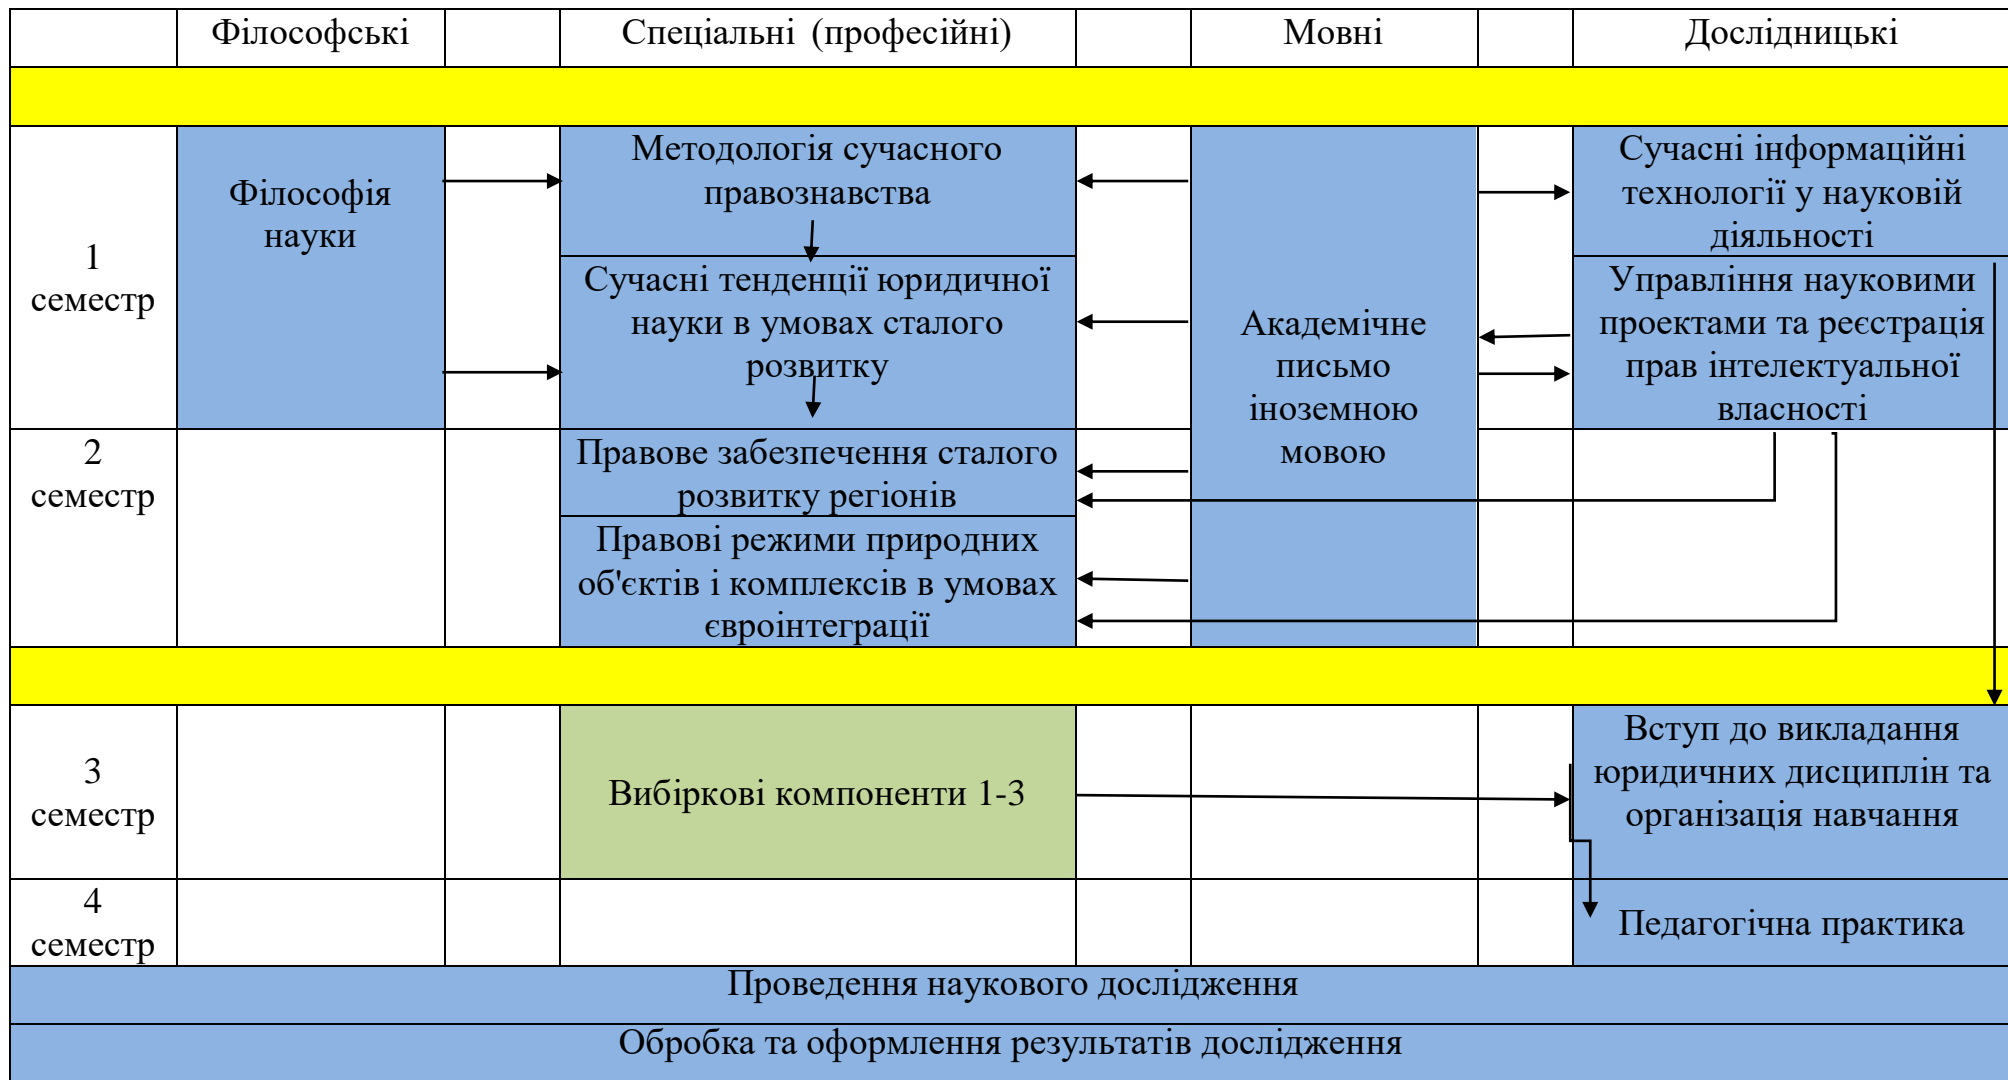 Філософські
Спеціальні (професійні)
Мовні
Дослідницькі
1
семестр
Філософія
науки
Методологія сучасного
правознавства
Сучасні тенденції юридичної
науки в умовах сталого
розвитку
Академічне
письмо
іноземною
мовою
Сучасні інформаційні
технології у науковій
діяльності
Управління науковими
проектами та реєстрація
прав інтелектуальної
власності
2
семестр
Правове забезпечення сталого
розвитку регіонів
Правові режими природних
об'єктів і комплексів в умовах
євроінтеграції
3
семестр
Вибіркові компоненти 1-3
Вступ до викладання
юридичних дисциплін та
організація навчання
4
семестр
Педагогічна практика
Проведення наукового дослідження
Обробка та оформлення результатів дослідження